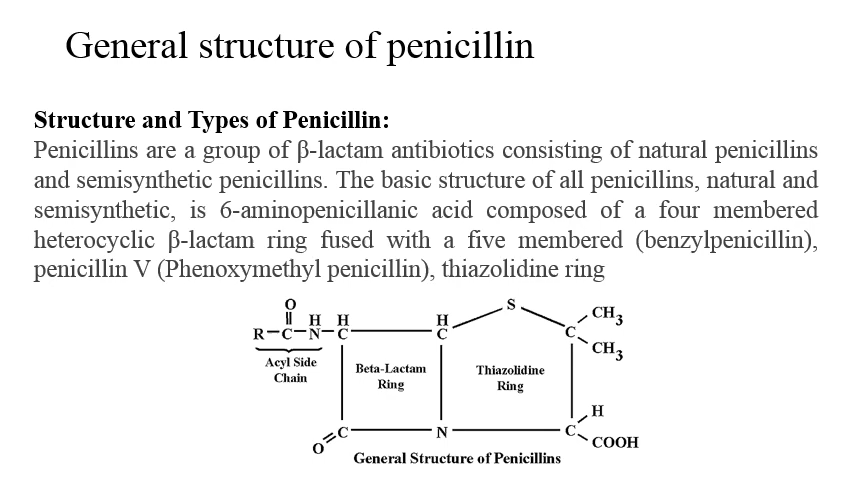 General structure of penicillin
Structure and Types of Penicillin:
Penicillins are a group of β-lactam antibiotics consisting of natural penicillins
and semisynthetic penicillins. The basic structure of all penicillins, natural and
semisynthetic, is 6-aminopenicillanic acid composed of a four membered
heterocyclic β-lactam ring fused with a five membered (benzylpenicillin),
penicillin V (Phenoxymethyl penicillin), thiazolidine ring
O
H H H S CH3
R–C–N–C C C
CH3
Acyl Side
Chain
Beta-Lactam
Ring
Thiazolidine
Ring
H
O C N C
COOH
General Structure of Penicillins